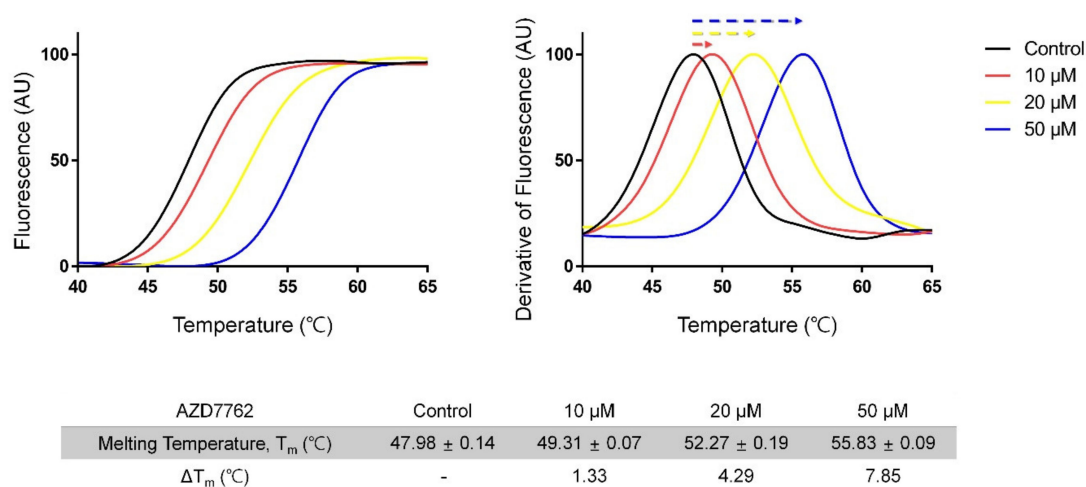 Fluorescence (AU)
100
50
0
40 45 50 55 60 65
Temperature (℃)
Derivative of Fluorescence (AU)
100
50
0
40 45 50 55 60 65
Temperature (℃)
Control
10 µM
20 µM
50 µM
AZD7762 Control 10 µM 20 µM 50 µM
Melting Temperature, Tm (℃) 47.98 ± 0.14 49.31 ± 0.07 52.27 ± 0.19 55.83 ± 0.09
ΔTm (℃) - 1.33 4.29 7.85